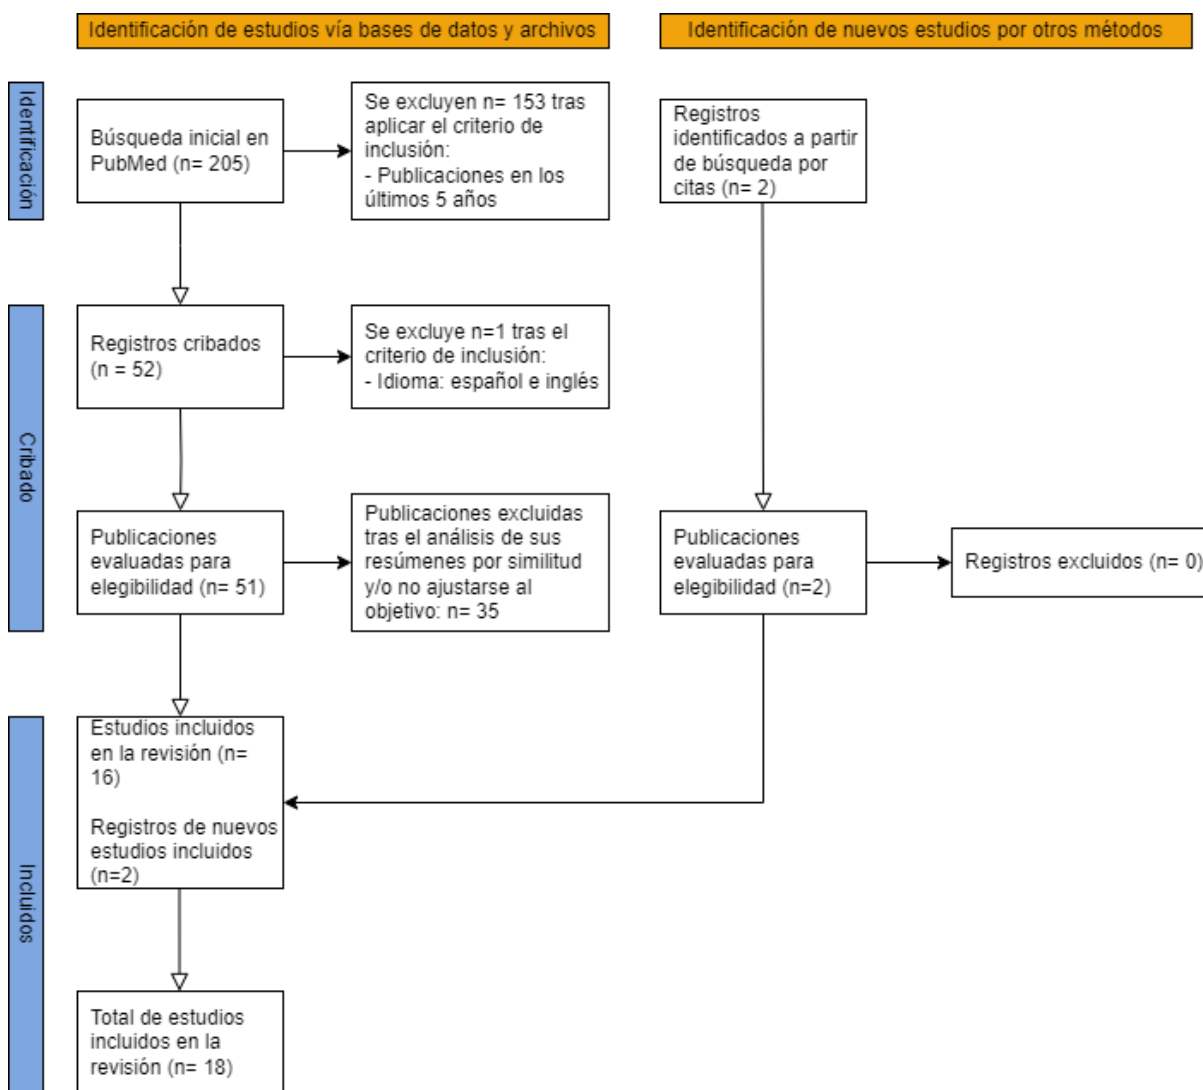 Identificación de estudios vía bases de datos y archivos
Identificación de nuevos estudios por otros métodos
Identificación
Búsqueda inicial en
PubMed (n= 205)
Se excluyen n= 153 tras
aplicar el criterio de
inclusión:
- Publicaciones en los
últimos 5 años
Registros
identificados a partir
de búsqueda por
citas (n= 2)
Cribado
Registros cribados
(n = 52)
Se excluye n=1 tras el
criterio de inclusión:
- Idioma: español e inglés
Publicaciones
evaluadas para
elegibilidad (n= 51)
Publicaciones excluidas
tras el análisis de sus
resúmenes por similitud
y/o no ajustarse al
objetivo: n= 35
Publicaciones
evaluadas para
elegibilidad (n=2)
Registros excluidos (n= 0)
Incluidos
Estudios incluidos
en la revisión (n=
16)
Registros de nuevos
estudios incluidos
(n=2)
Total de estudios
incluidos en la
revisión (n= 18)